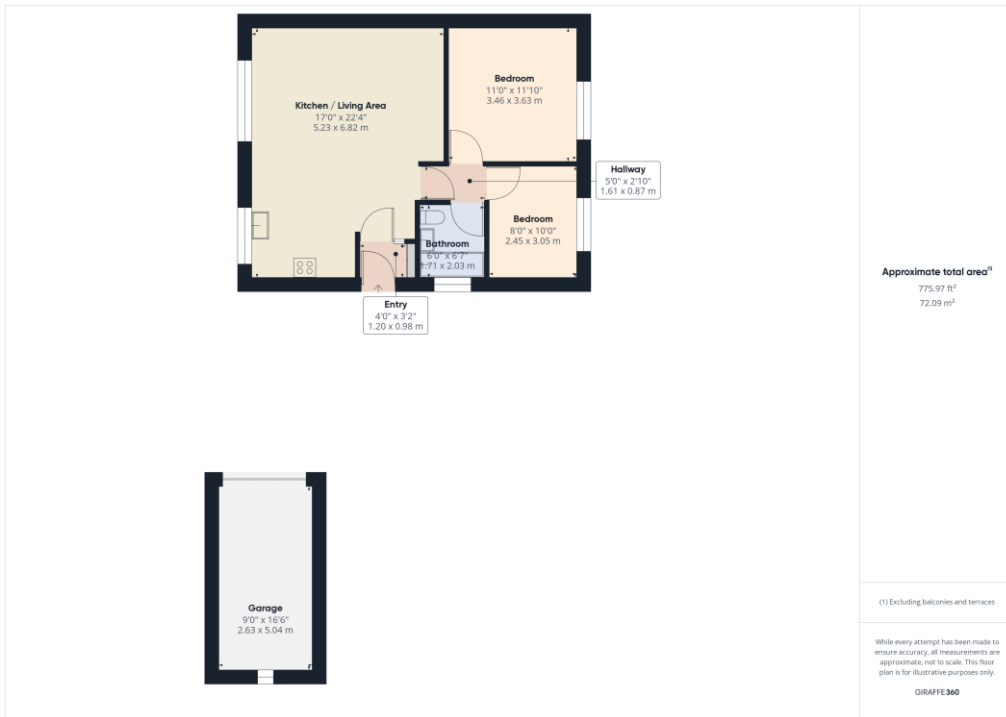 Kitchen / Living Area
17'0" x 22'4"
5.23 x 6.82 m
Bedroom
11'0" x 11'10"
3.46 x 3.63 m
Hallway
5'0" x 2'10"
1.61 x 0.87 m
Bedroom
8'0" x 10'0"
2.45 x 3.05 m
Bathroom
6'0" x 6'7"
1.71 x 2.03 m
Entry
4'0" x 3'2"
1.20 x 0.98 m
Garage
9'0" x 16'6"
2.63 x 5.04 m
Approximate total area⁽¹⁾
775.97 ft²
72.09 m²
(1) Excluding balconies and terraces
While every attempt has been made to
ensure accuracy, all measurements are
approximate, not to scale. This floor
plan is for illustrative purposes only.
GIRAFFE360